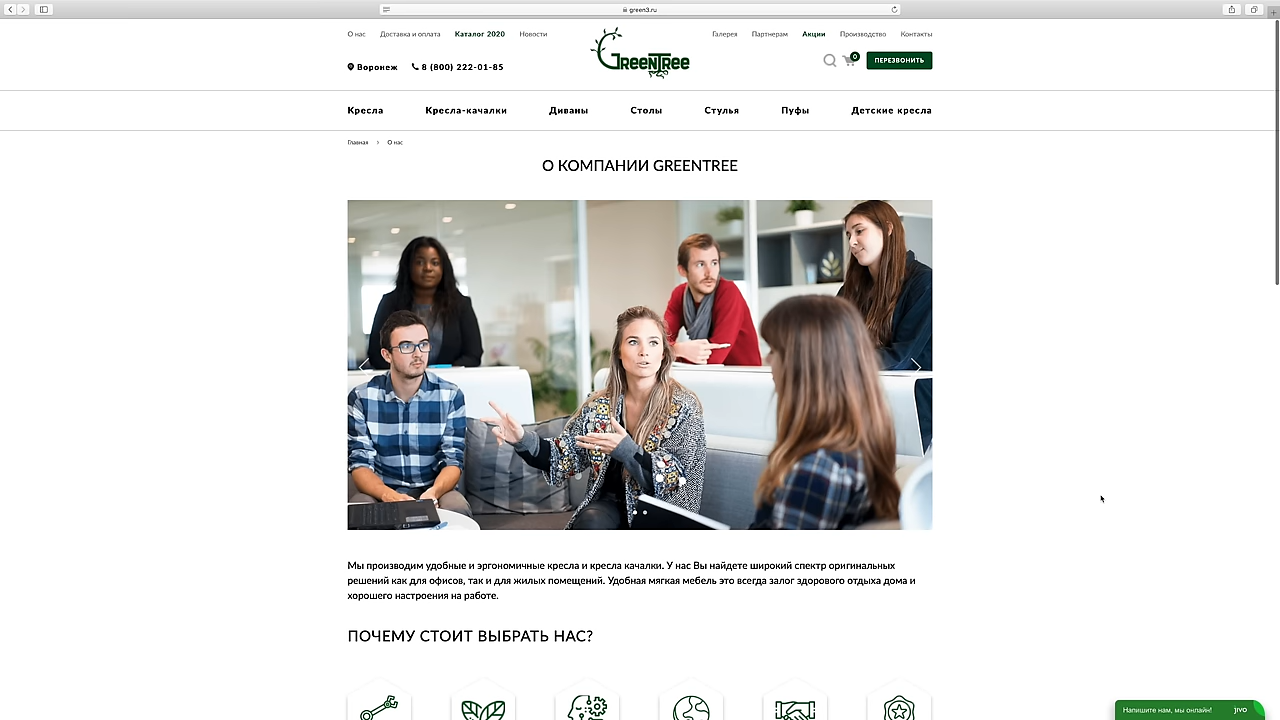 green3.ru
О нас
Доставка и оплата
Каталог 2020
Новости
GreenTree
Галерея
Партнерам
Акции
Производство
Контакты
Воронеж
8 (800) 222-01-85
0
ПЕРЕЗВОНИТЬ
Кресла
Кресла-качалки
Диваны
Столы
Стулья
Пуфы
Детские кресла
Главная > О нас
О КОМПАНИИ GREENTREE
Мы производим удобные и эргономичные кресла и кресла качалки. У нас Вы найдете широкий спектр оригинальных
решений как для офисов, так и для жилых помещений. Удобная мягкая мебель это всегда залог здорового отдыха дома и
хорошего настроения на работе.
ПОЧЕМУ СТОИТ ВЫБРАТЬ НАС?
Напишите нам, мы онлайн!
jivo